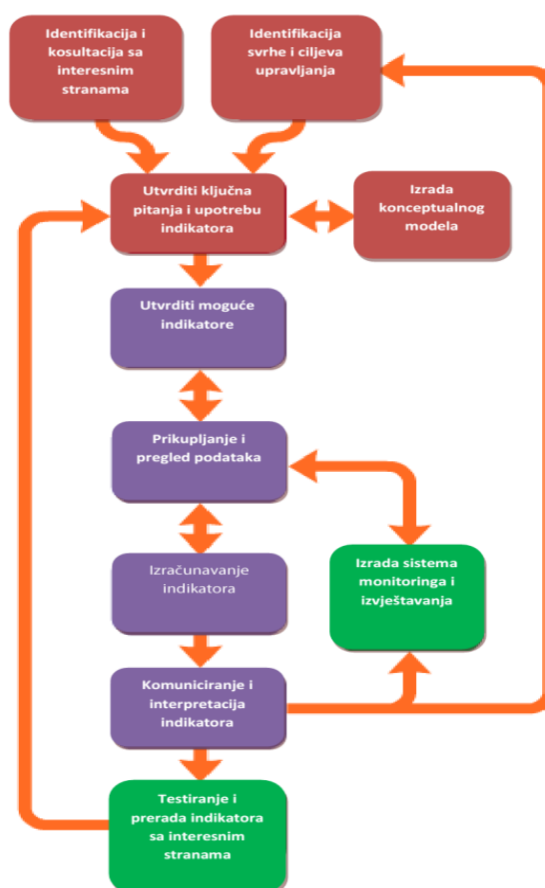 Identifikacija i
kosultacija sa
interesnim
stranama
Identifikacija
svrhe i ciljeva
upravljanja
Utvrditi ključna
pitanja i upotrebu
indikatora
Izrada
konceptualnog
modela
Utvrditi moguće
indikatore
Prikupljanje i
pregled podataka
Izračunavanje
indikatora
Izrada sistema
monitoringa i
izvještavanja
Komuniciranje i
interpretacija
indikatora
Testiranje i
prerada indikatora
sa interesnim
stranama